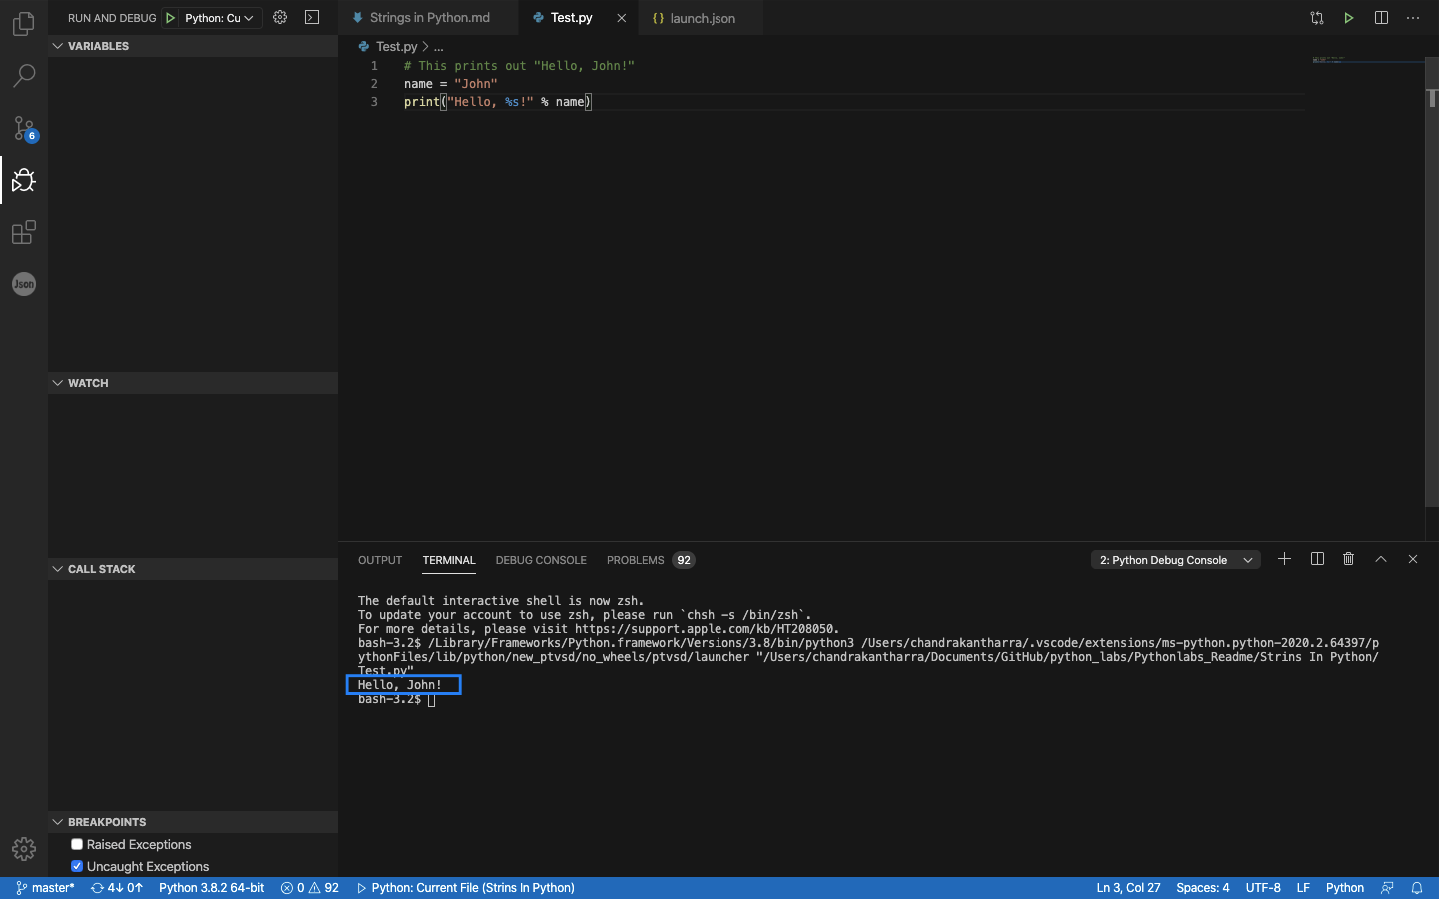 RUN AND DEBUG Python: Cu
Strings in Python.md Test.py {} launch.json
VARIABLES
Test.py > ...
1 # This prints out "Hello, John!"
2 name = "John"
3 print("Hello, %s!" % name)
6
Json
WATCH
CALL STACK
BREAKPOINTS
Raised Exceptions
Uncaught Exceptions
OUTPUT TERMINAL DEBUG CONSOLE PROBLEMS 92 2: Python Debug Console
The default interactive shell is now zsh.
To update your account to use zsh, please run `chsh -s /bin/zsh`.
For more details, please visit https://support.apple.com/kb/HT208050.
bash-3.2$ /Library/Frameworks/Python.framework/Versions/3.8/bin/python3 /Users/chandrakantharra/.vscode/extensions/ms-python.python-2020.2.64397/p
ythonFiles/lib/python/new_ptvsd/no_wheels/ptvsd/launcher "/Users/chandrakantharra/Documents/GitHub/python_labs/Pythonlabs_Readme/Strins In Python/
Test.py"
Hello, John!
bash-3.2$
master* 4↓ 0↑ Python 3.8.2 64-bit 0 92 Python: Current File (Strins In Python) Ln 3, Col 27 Spaces: 4 UTF-8 LF Python